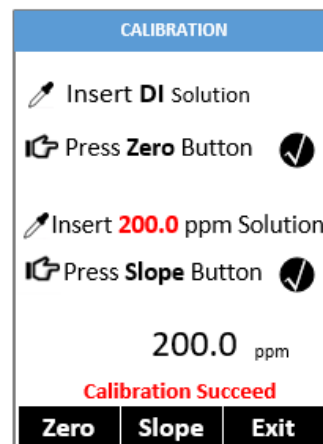 CALIBRATION
Insert DI Solution
Press Zero Button
Insert 200.0 ppm Solution
Press Slope Button
200.0 ppm
Calibration Succeed
Zero Slope Exit